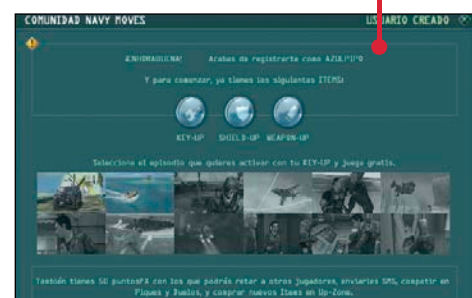 COMUNIDAD NAVY MOVES
USUARIO CREADO
¡ENHORABUENA! Acabas de registrarte como AZULPIPO
Y para comenzar, ya tienes los siguientes ITEMS:
KEY-UP SHIELD-UP WEAPON-UP
Selecciona el episodio que quieres activar con tu KEY-UP y juega gratis.
También tienes 50 puntosFX con los que podrás retar a otros jugadores, enviarles SMS, competir en
Piques y Duelos, y comprar nuevos Items en Up-Zone.